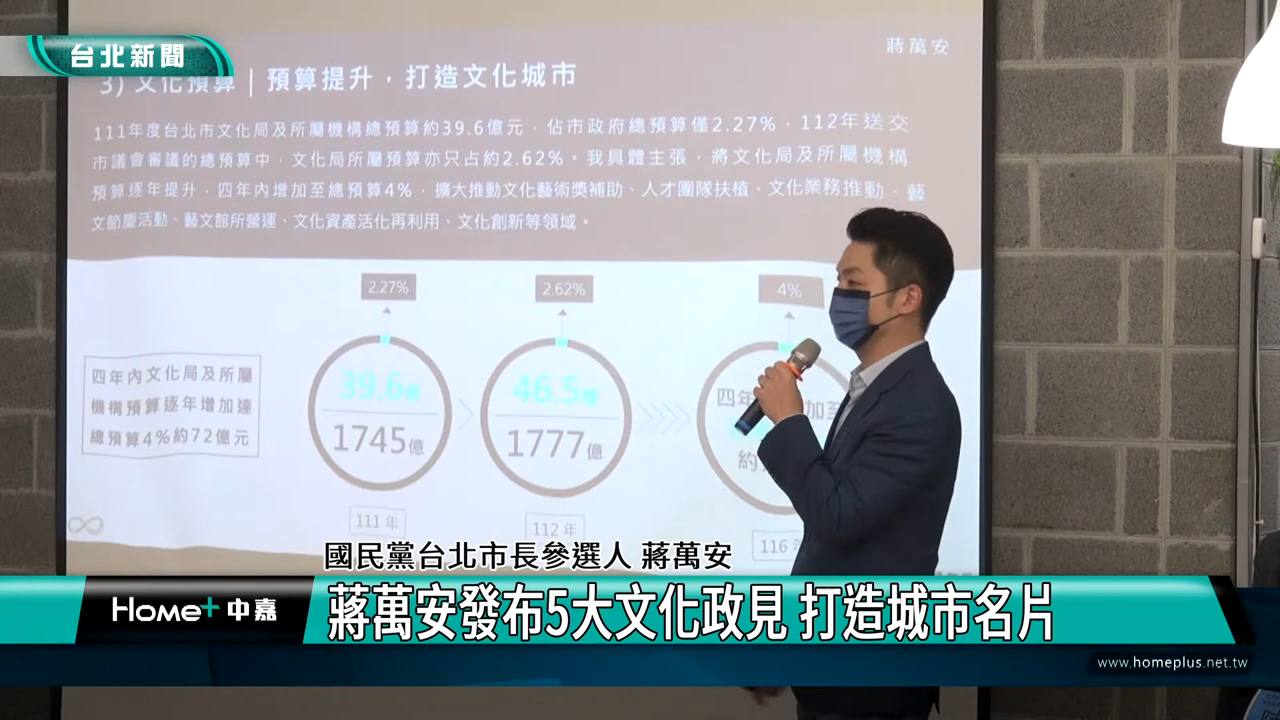 台北新聞
蔣萬安
3) 文化預算 | 預算提升，打造文化城市
111年度台北市文化局及所屬機構總預算約39.6億元，佔市政府總預算僅2.27%，112年送交
市議會審議的總預算中，文化局所屬預算亦只占約2.62%。我具體主張，將文化局及所屬機構
預算逐年提升，四年內增加至總預算4%，擴大推動文化藝術獎補助、人才團隊扶植、文化業務推動、藝
文節慶活動、藝文館所營運、文化資產活化再利用、文化創新等領域。
2.27%
2.62%
4%
四年內文化局及所屬
機構預算逐年增加達
總預算4%約72億元
39.6億
1745億
46.5億
1777億
四年 加至
約
111年
112年
116
國民黨台北市長參選人 蔣萬安
Home+中嘉
蔣萬安發布5大文化政見 打造城市名片
www.homeplus.net.tw